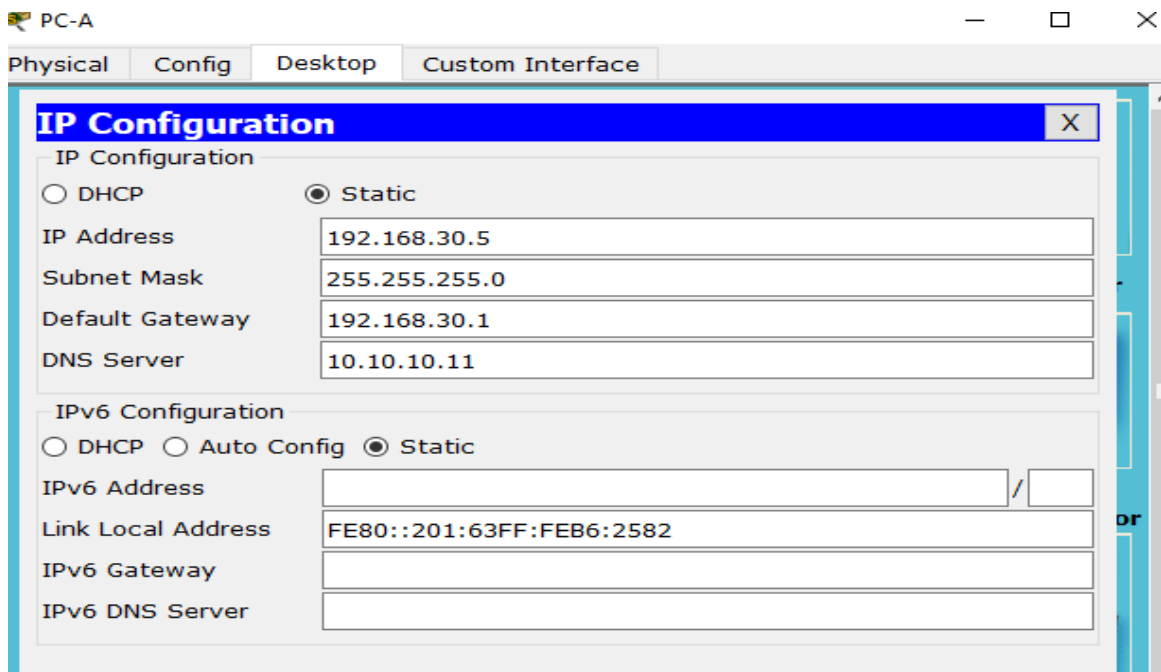 PC-A
Physical Config Desktop Custom Interface
IP Configuration X
IP Configuration
DHCP Static
IP Address 192.168.30.5
Subnet Mask 255.255.255.0
Default Gateway 192.168.30.1
DNS Server 10.10.10.11
IPv6 Configuration
DHCP Auto Config Static
IPv6 Address /
Link Local Address FE80::201:63FF:FEB6:2582
IPv6 Gateway
IPv6 DNS Server